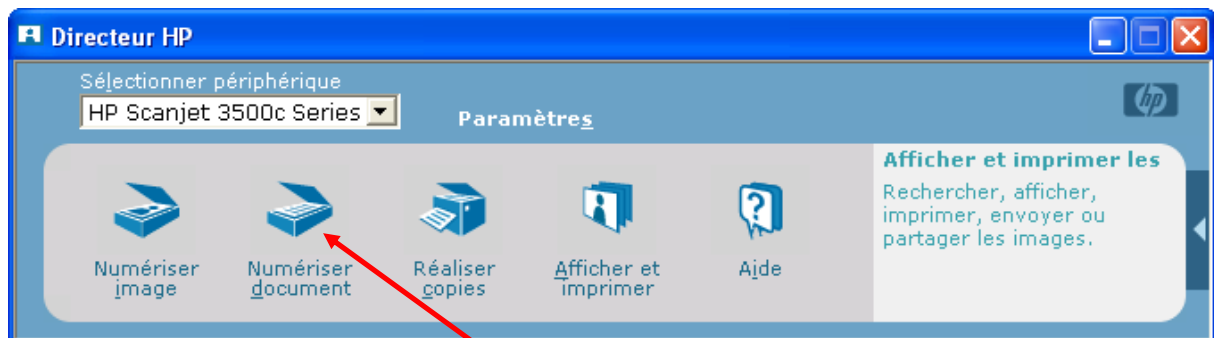 Directeur HP
Sélectionner périphérique
HP Scanjet 3500c Series
Paramètres
hp
Numériser
image
Numériser
document
Réaliser
copies
Afficher et
imprimer
Aide
Afficher et imprimer les
Rechercher, afficher,
imprimer, envoyer ou
partager les images.